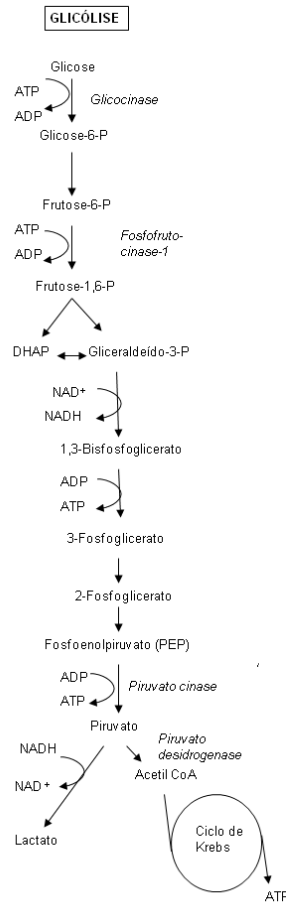 GLICÓLISE
Glicose
ATP
Glicocinase
ADP
Glicose-6-P
Frutose-6-P
ATP
Fosfofruto-
cinase-1
ADP
Frutose-1,6-P
DHAP
Gliceraldeído-3-P
NAD+
NADH
1,3-Bisfosfoglicerato
ADP
ATP
3-Fosfoglicerato
2-Fosfoglicerato
Fosfoenolpiruvato (PEP)
ADP
Piruvato cinase
ATP
Piruvato
NADH
Piruvato
desidrogenase
Acetil CoA
NAD+
Lactato
Ciclo de
Krebs
ATP